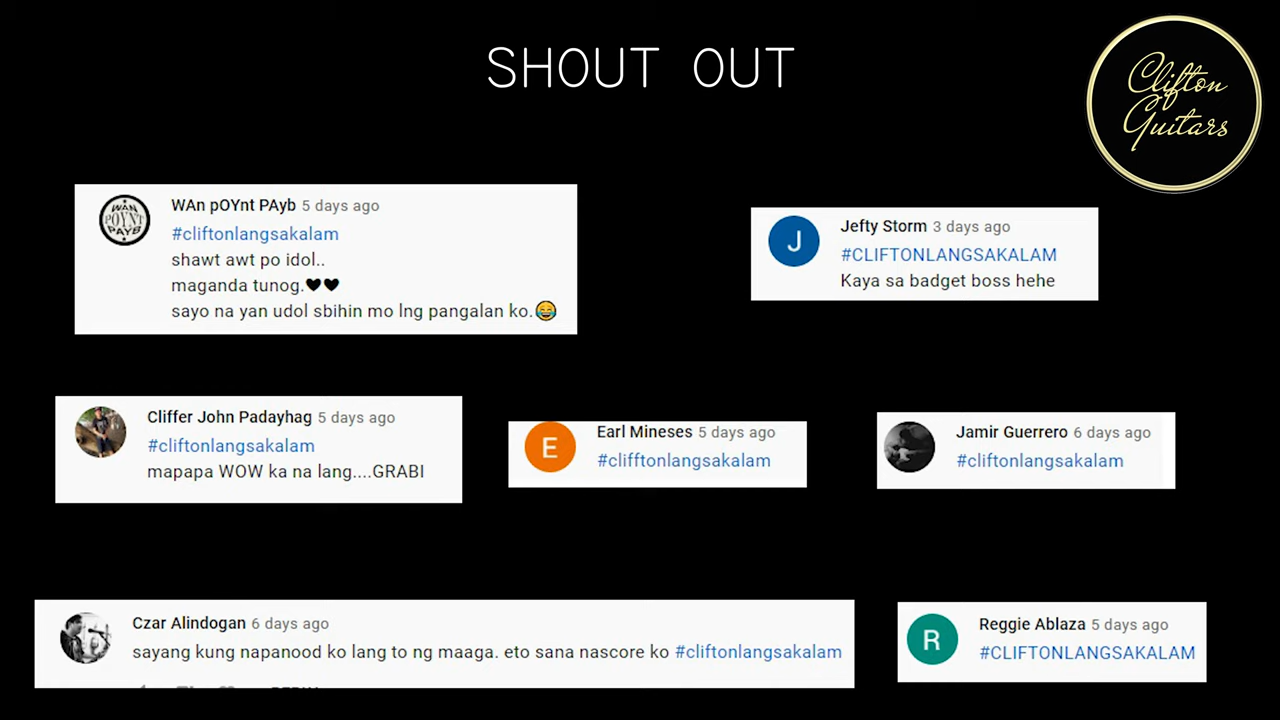 SHOUT OUT
Clifton
Guitars
WAn pOYnt PAyb 5 days ago
#cliftonlangsakalam
shawt awt po idol..
maganda tunog.🖤🖤
sayo na yan udol sbihin mo lng pangalan ko.😂
WAN
POYNT
PAYB
Jefty Storm 3 days ago
#CLIFTONLANGSAKALAM
Kaya sa badget boss hehe
J
Cliffer John Padayhag 5 days ago
#cliftonlangsakalam
mapapa WOW ka na lang....GRABI
Earl Mineses 5 days ago
#clifftonlangsakalam
E
Jamir Guerrero 6 days ago
#cliftonlangsakalam
Czar Alindogan 6 days ago
sayang kung napanood ko lang to ng maaga. eto sana nascore ko #cliftonlangsakalam
Reggie Ablaza 5 days ago
#CLIFTONLANGSAKALAM
R